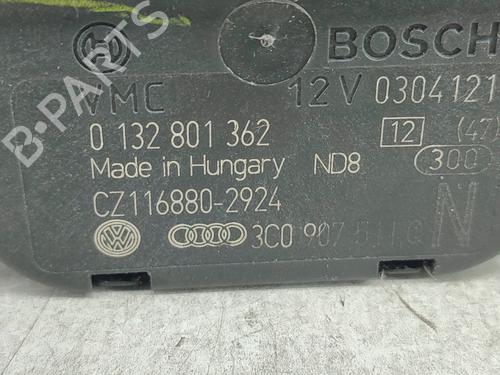 BOSCH
VMC 12 V 0304121
0 132 801 362 12 (47
Made in Hungary ND8 300
CZ116880-2924
3C0 907 N
B-Parts